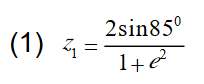 (1) z₁ = 2sin85⁰ / (1 + e²)